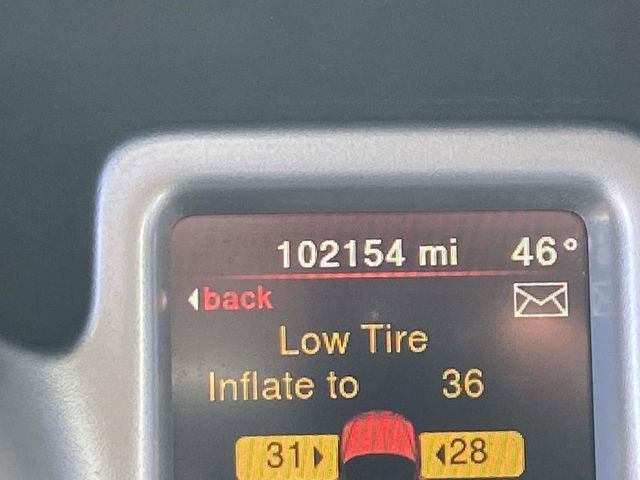 102154 mi 46°
back
Low Tire
Inflate to 36
31 28